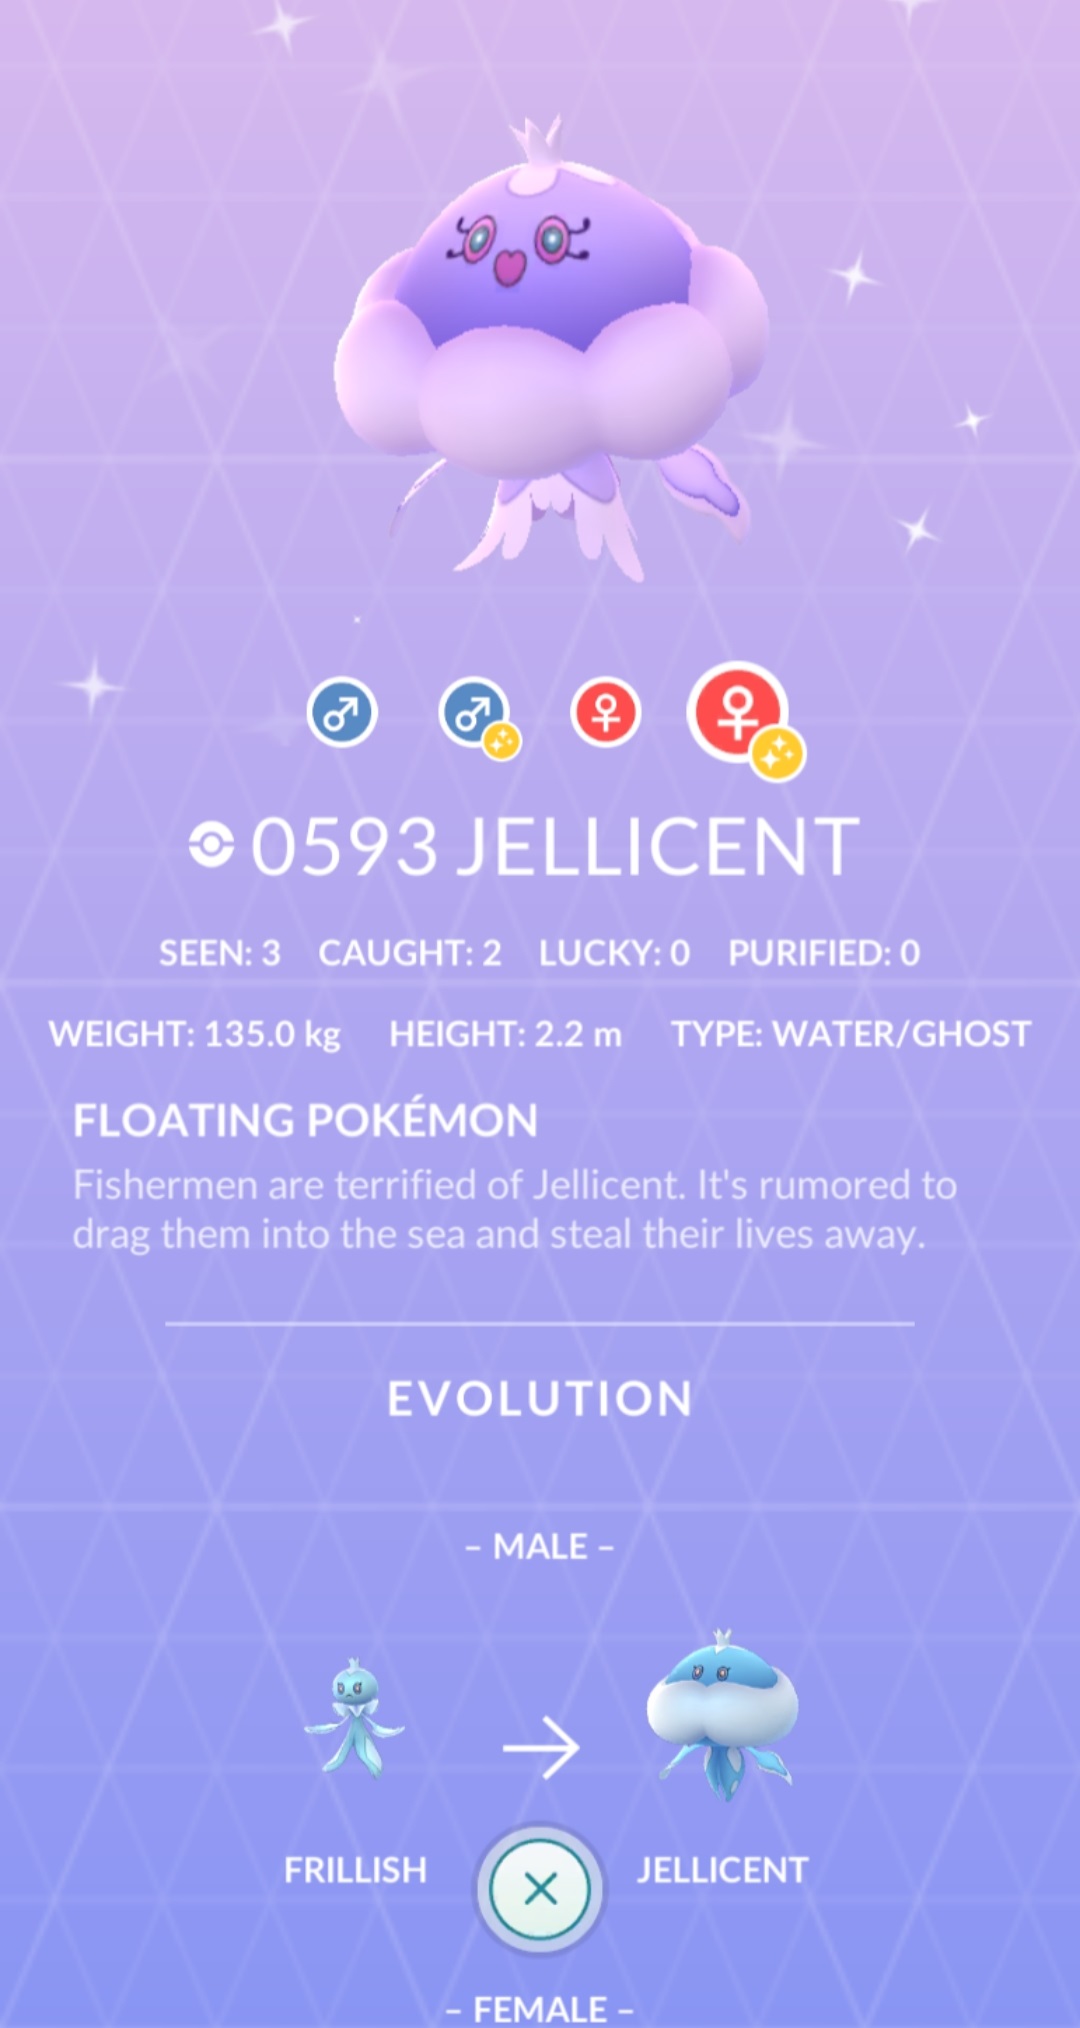 0593 JELLICENT
SEEN: 3 CAUGHT: 2 LUCKY: 0 PURIFIED: 0
WEIGHT: 135.0 kg HEIGHT: 2.2 m TYPE: WATER/GHOST
FLOATING POKÉMON
Fishermen are terrified of Jellicent. It's rumored to
drag them into the sea and steal their lives away.
EVOLUTION
– MALE –
FRILLISH JELLICENT
– FEMALE –